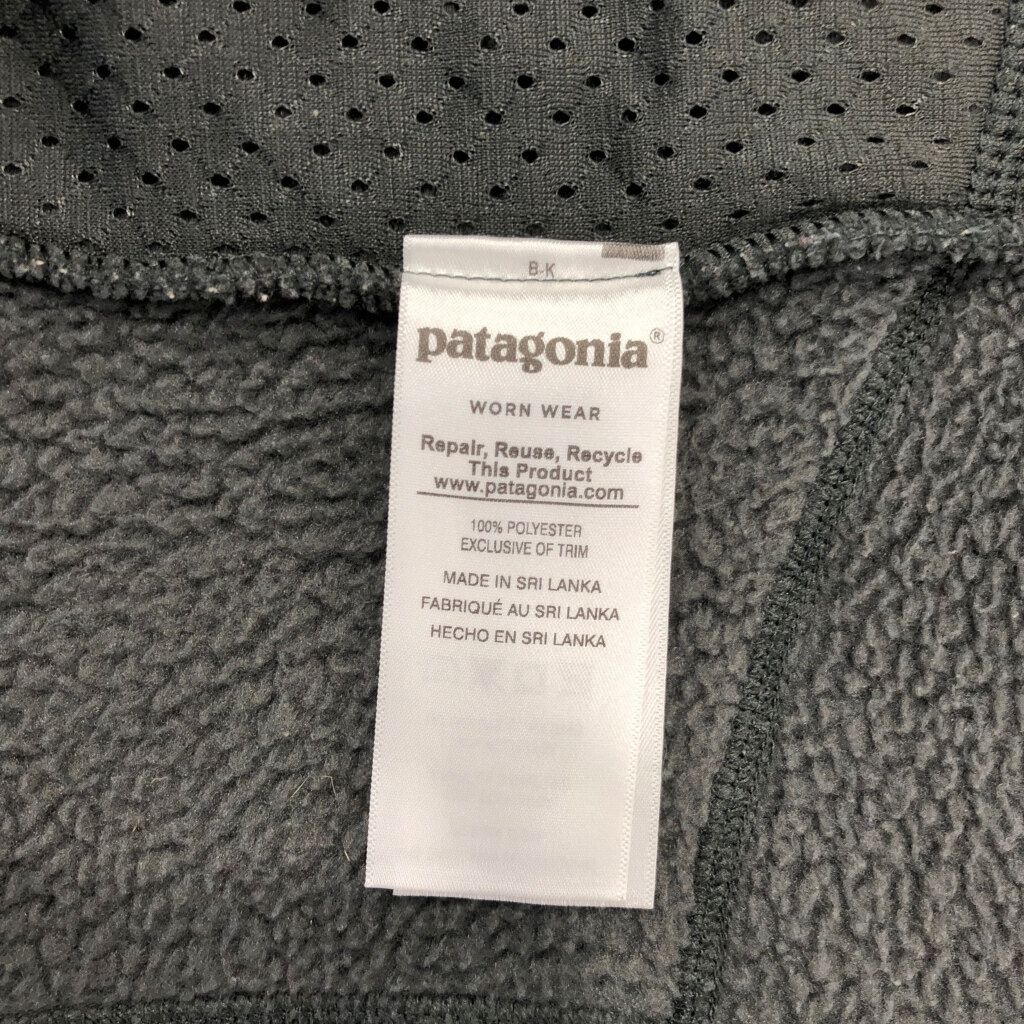 B-K
patagonia®
WORN WEAR
Repair, Reuse, Recycle
This Product
www.patagonia.com
100% POLYESTER
EXCLUSIVE OF TRIM
MADE IN SRI LANKA
FABRIQUÉ AU SRI LANKA
HECHO EN SRI LANKA